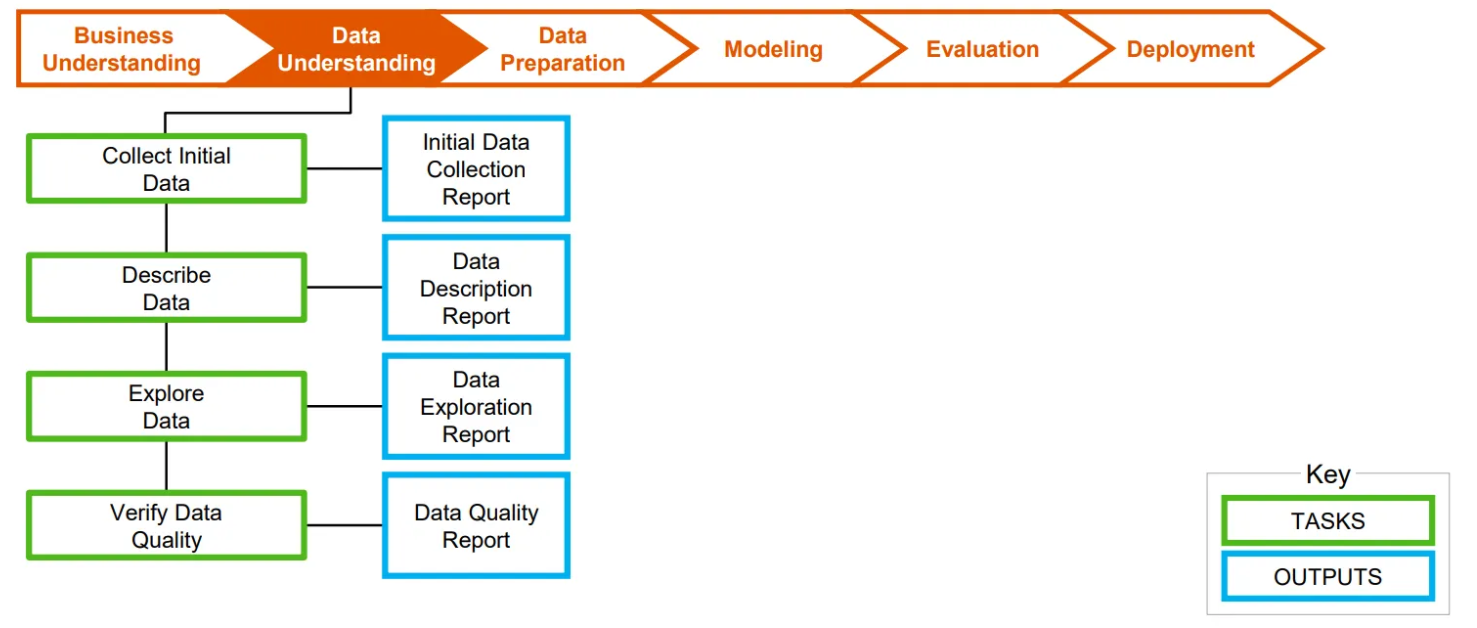 Business
Understanding
Data
Understanding
Data
Preparation
Modeling
Evaluation
Deployment
Collect Initial
Data
Initial Data
Collection
Report
Describe
Data
Data
Description
Report
Explore
Data
Data
Exploration
Report
Verify Data
Quality
Data Quality
Report
Key
TASKS
OUTPUTS